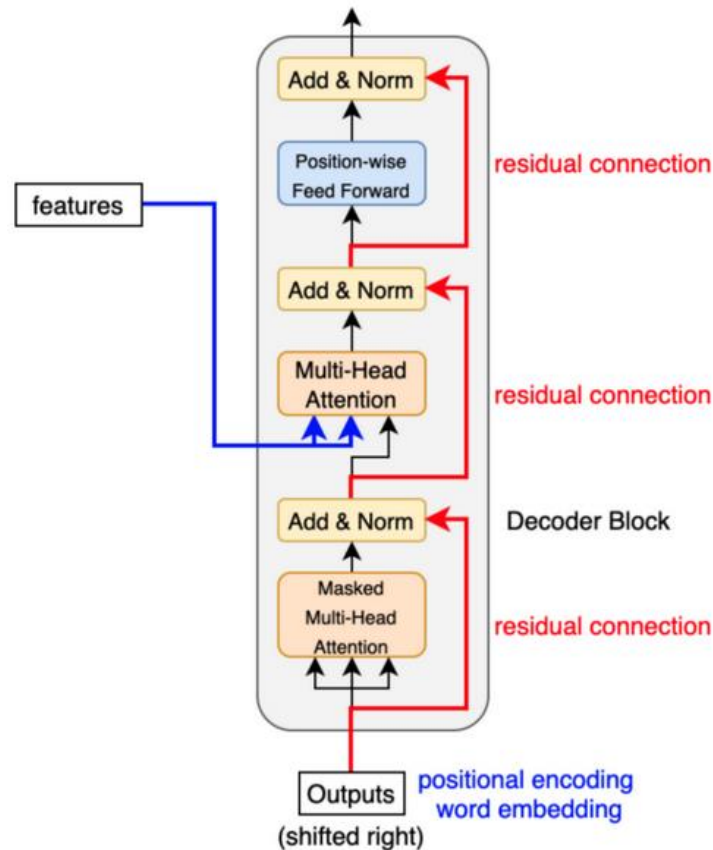 Add & Norm
Position-wise
Feed Forward
residual connection
features
Add & Norm
Multi-Head
Attention
residual connection
Add & Norm
Decoder Block
Masked
Multi-Head
Attention
residual connection
Outputs
(shifted right)
positional encoding
word embedding